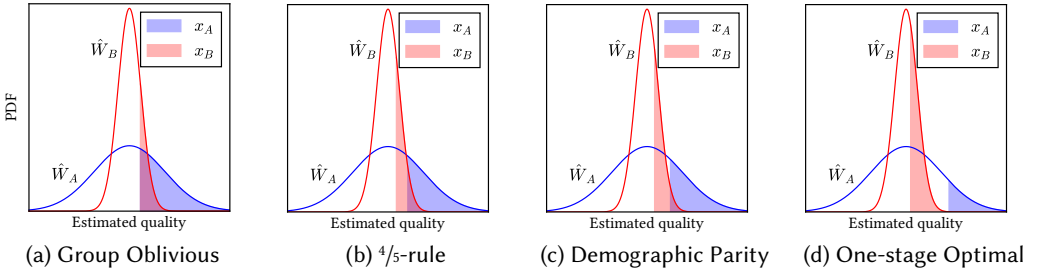 PDF
Ŵ_B
Ŵ_A
x_A
x_B
Estimated quality
(a) Group Oblivious
Ŵ_B
Ŵ_A
x_A
x_B
Estimated quality
(b) ⁴/₅-rule
Ŵ_B
Ŵ_A
x_A
x_B
Estimated quality
(c) Demographic Parity
Ŵ_B
Ŵ_A
x_A
x_B
Estimated quality
(d) One-stage Optimal